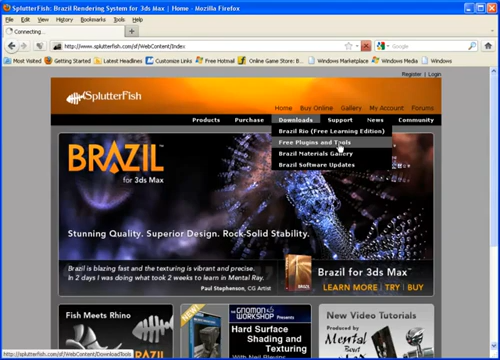 SplutterFish: Brazil Rendering System for 3ds Max | Home - Mozilla Firefox
File Edit View History Bookmarks Tools Help
Connecting...
http://www.splutterfish.com/sf/WebContent/Index
Most Visited Getting Started Latest Headlines Customize Links Free Hotmail Online Game Store: B... Windows Marketplace Windows Media Windows
Register | Login
SplutterFish
Home Buy Online Gallery My Account Forums
Products Purchase Downloads Support News Community
Brazil Rio (Free Learning Edition)
Free Plugins and Tools
Brazil Materials Gallery
Brazil Software Updates
BRAZIL
for 3ds Max
Stunning Quality. Superior Design. Rock-Solid Stability.
Brazil is blazing fast and the texturing is vibrant and precise.
In 2 days I was doing what took 2 weeks to learn in Mental Ray.
Paul Stephenson, CG Artist
Brazil for 3ds Max™
LEARN MORE | TRY | BUY
Fish Meets Rhino
NEW!
THE GNOMON WORKSHOP Presents
Hard Surface
Shading and
Texturing
New Video Tutorials
Produced by
Mental
http://splutterfish.com/sf/WebContent/DownloadTools